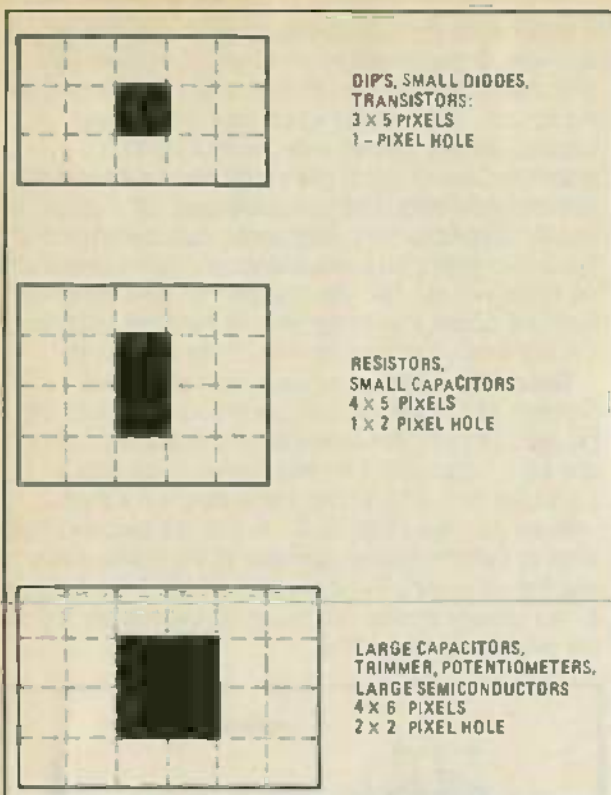 DIP'S, SMALL DIODES,
TRANSISTORS:
3 X 5 PIXELS
1 - PIXEL HOLE
RESISTORS,
SMALL CAPACITORS
4 X 5 PIXELS
1 X 2 PIXEL HOLE
LARGE CAPACITORS,
TRIMMER, POTENTIOMETERS,
LARGE SEMICONDUCTORS
4 X 6 PIXELS
2 X 2 PIXEL HOLE